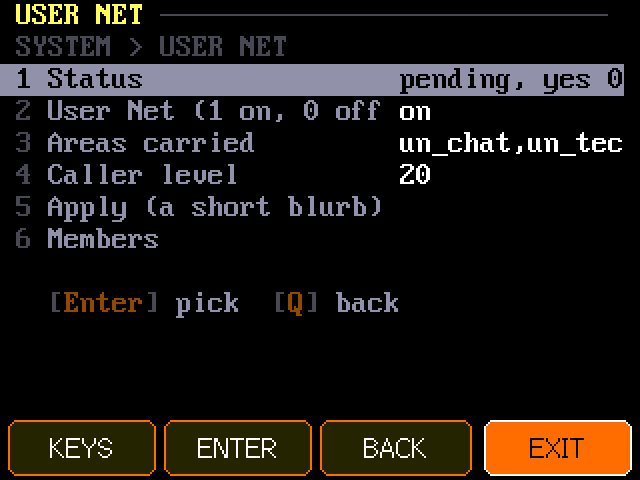 USER NET
SYSTEM > USER NET
1 Status pending, yes 0
2 User Net (1 on, 0 off on
3 Areas carried un_chat,un_tec
4 Caller level 20
5 Apply (a short blurb)
6 Members
[Enter] pick [Q] back
KEYS ENTER BACK EXIT